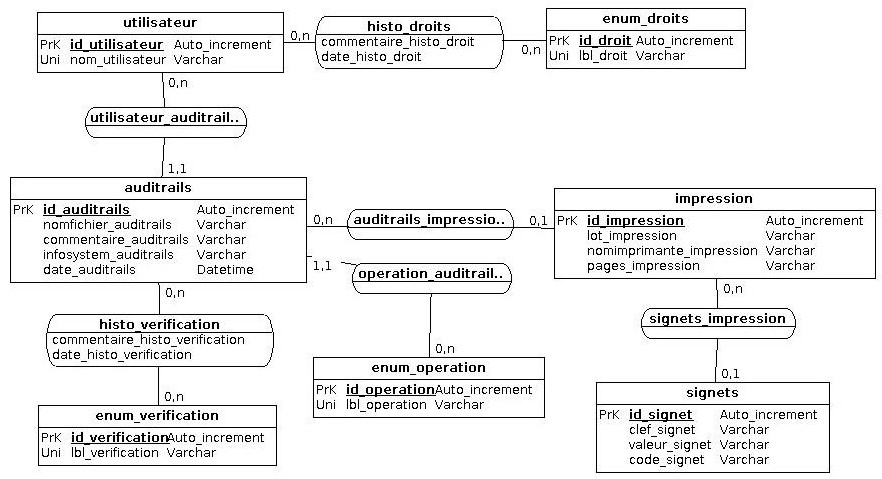 utilisateur
PrK id_utilisateur Auto_increment
Uni nom_utilisateur Varchar
0,n
histo_droits
commentaire_histo_droit
date_histo_droit
0,n
enum_droits
PrK id_droit Auto_increment
Uni lbl_droit Varchar
0,n
utilisateur_auditrail..
1,1
auditrails
PrK id_auditrails Auto_increment
nomfichier_auditrails Varchar
commentaire_auditrails Varchar
infosystem_auditrails Varchar
date_auditrails Datetime
0,n
auditrails_impressio..
0,1
impression
PrK id_impression Auto_increment
lot_impression Varchar
nomimprimante_impression Varchar
pages_impression Varchar
1,1
operation_auditrail..
0,n
histo_verification
commentaire_histo_verification
date_histo_verification
0,n
signets_impression
0,n
enum_operation
PrK id_operation Auto_increment
Uni lbl_operation Varchar
0,1
signets
PrK id_signet Auto_increment
clef_signet Varchar
valeur_signet Varchar
code_signet Varchar
0,n
enum_verification
PrK id_verification Auto_increment
Uni lbl_verification Varchar